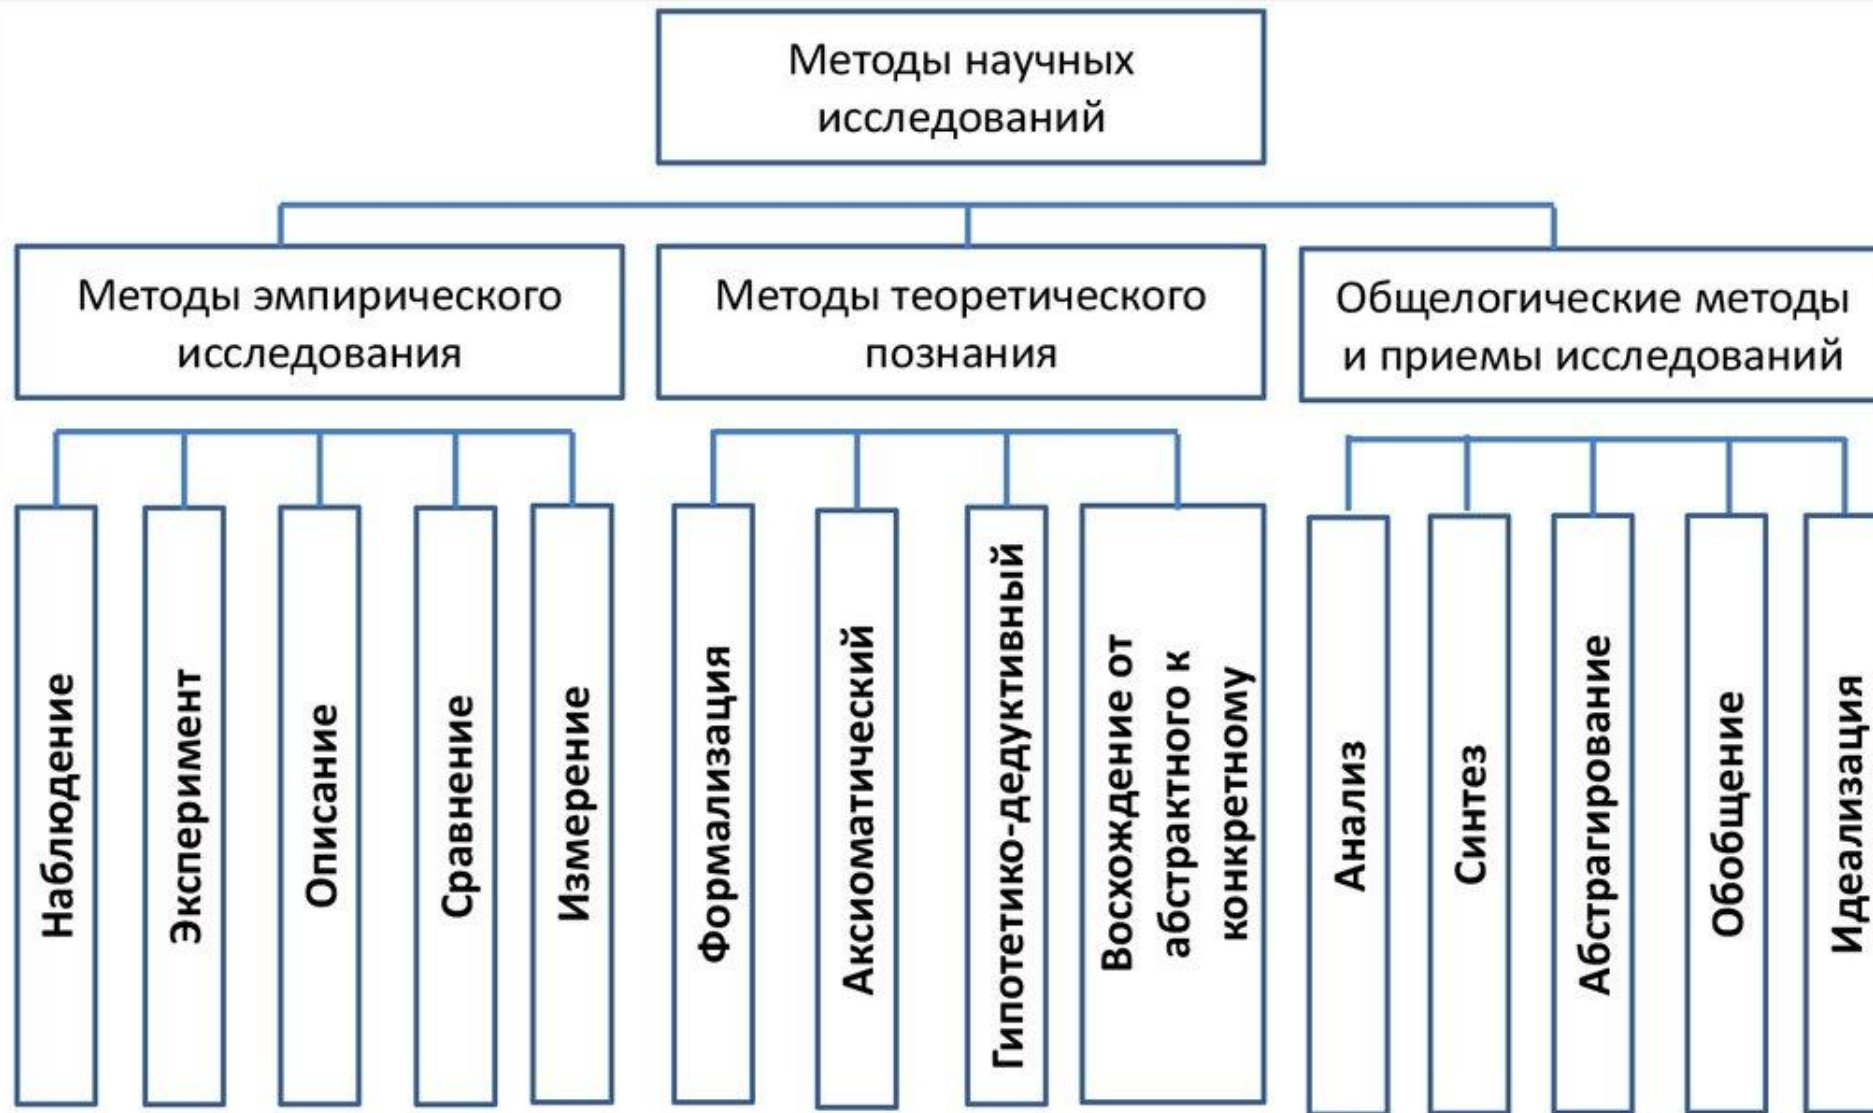 Методы научных
исследований
Методы эмпирического
исследования
Методы теоретического
познания
Общелогические методы
и приемы исследований
Наблюдение
Эксперимент
Описание
Сравнение
Измерение
Формализация
Аксиоматический
Гипотетико-дедуктивный
Восхождение от
абстрактного к
конкретному
Анализ
Синтез
Абстрагирование
Обобщение
Идеализация